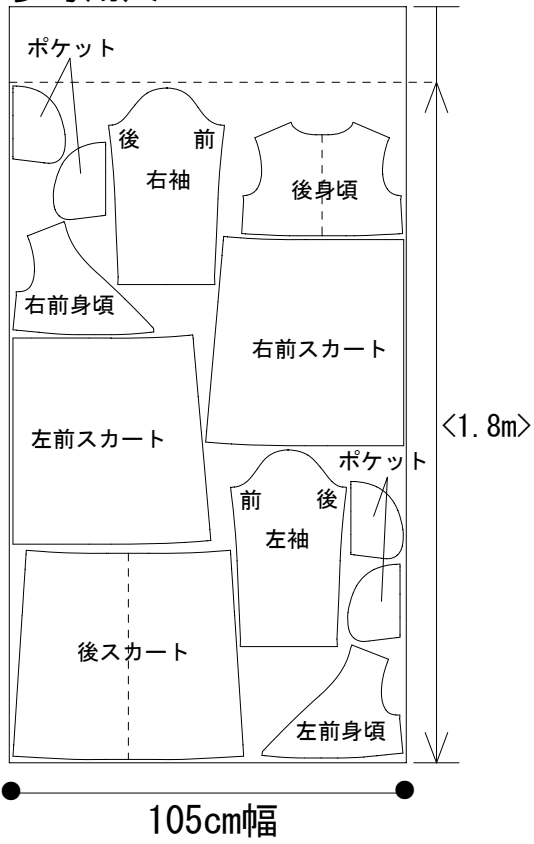 ポケット
後 前
右袖
後身頃
右前身頃
右前スカート
左前スカート
<1.8m>
ポケット
前 後
左袖
後スカート
左前身頃
105cm幅